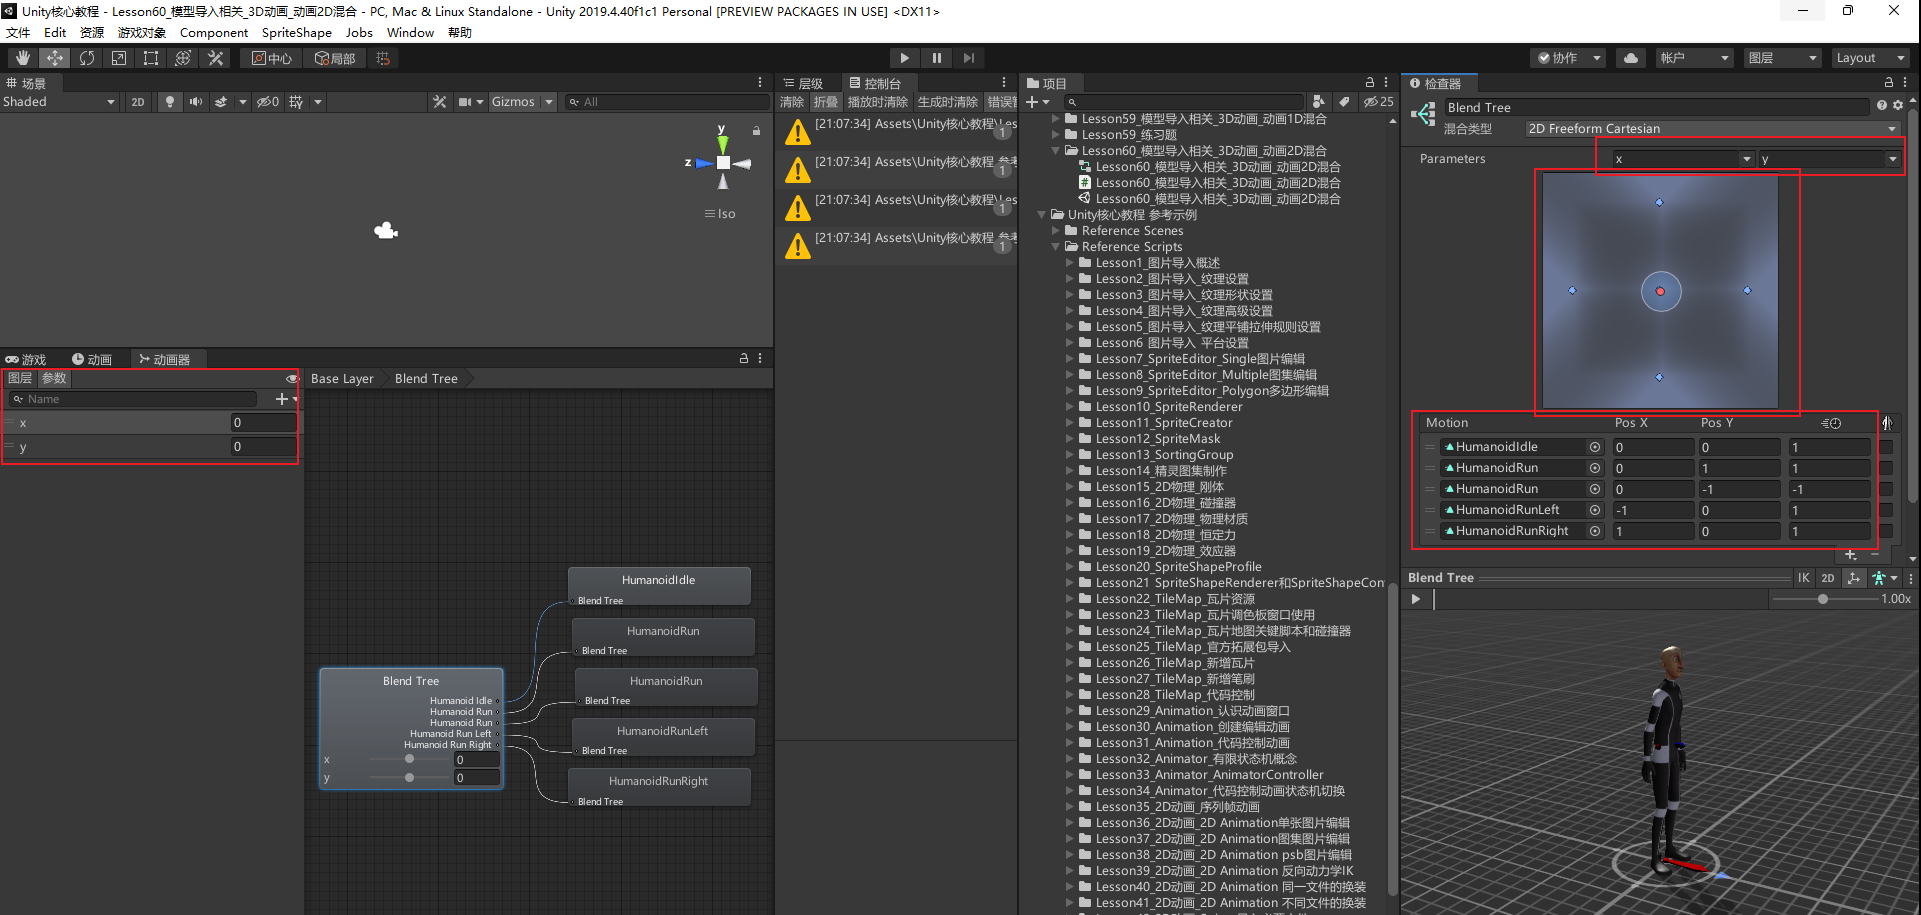 Unity核心教程 - Lesson60_模型导入相关_3D动画_动画2D混合 - PC, Mac & Linux Standalone - Unity 2019.4.40f1c1 Personal [PREVIEW PACKAGES IN USE] <DX11>
文件 Edit 资源 游戏对象 Component SpriteShape Jobs Window 帮助
中心 局部 协作 帐户 图层 Layout
场景
Shaded 2D 0 Gizmos All
y
z
Iso
层级 控制台
清除 折叠 播放时清除 生成时清除
[21:07:34] Assets\Unity核心教程\Les
1
[21:07:34] Assets\Unity核心教程 参考
1
[21:07:34] Assets\Unity核心教程\Les
1
[21:07:34] Assets\Unity核心教程 参考
1
项目
25
Lesson59_模型导入相关_3D动画_动画1D混合
Lesson59_练习题
Lesson60_模型导入相关_3D动画_动画2D混合
Lesson60_模型导入相关_3D动画_动画2D混合
Lesson60_模型导入相关_3D动画_动画2D混合
Lesson60_模型导入相关_3D动画_动画2D混合
Unity核心教程 参考示例
Reference Scenes
Reference Scripts
Lesson1_图片导入概述
Lesson2_图片导入_纹理设置
Lesson3_图片导入_纹理形状设置
Lesson4_图片导入_纹理高级设置
Lesson5_图片导入_纹理平铺拉伸规则设置
Lesson6_图片导入_平台设置
Lesson7_SpriteEditor_Single图片编辑
Lesson8_SpriteEditor_Multiple图集编辑
Lesson9_SpriteEditor_Polygon多边形编辑
Lesson10_SpriteRenderer
Lesson11_SpriteCreator
Lesson12_SpriteMask
Lesson13_SortingGroup
Lesson14_精灵图集制作
Lesson15_2D物理_刚体
Lesson16_2D物理_碰撞器
Lesson17_2D物理_物理材质
Lesson18_2D物理_恒定力
Lesson19_2D物理_效应器
Lesson20_SpriteShapeProfile
Lesson21_SpriteShapeRenderer和SpriteShapeCon
Lesson22_TileMap_瓦片资源
Lesson23_TileMap_瓦片调色板窗口使用
Lesson24_TileMap_瓦片地图关键脚本和碰撞器
Lesson25_TileMap_官方拓展包导入
Lesson26_TileMap_新增瓦片
Lesson27_TileMap_新增笔刷
Lesson28_TileMap_代码控制
Lesson29_Animation_认识动画窗口
Lesson30_Animation_创建编辑动画
Lesson31_Animation_代码控制动画
Lesson32_Animator_有限状态机概念
Lesson33_Animator_AnimatorController
Lesson34_Animator_代码控制动画状态机切换
Lesson35_2D动画_序列帧动画
Lesson36_2D动画_2D Animation单张图片编辑
Lesson37_2D动画_2D Animation图集图片编辑
Lesson38_2D动画_2D Animation psb图片编辑
Lesson39_2D动画_2D Animation 反向动力学IK
Lesson40_2D动画_2D Animation 同一文件的换装
Lesson41_2D动画_2D Animation 不同文件的换装
游戏 动画 动画器
图层 参数 Base Layer Blend Tree
Name
x 0
y 0
HumanoidIdle
Blend Tree
HumanoidRun
Blend Tree
HumanoidRun
Blend Tree
HumanoidRunLeft
Blend Tree
HumanoidRunRight
Blend Tree
Blend Tree
Humanoid Idle
Humanoid Run
Humanoid Run
Humanoid Run Left
Humanoid Run Right
x 0
y 0
检查器
Blend Tree
混合类型 2D Freeform Cartesian
Parameters x y
Motion Pos X Pos Y
HumanoidIdle 0 0 1
HumanoidRun 0 1 1
HumanoidRun 0 -1 -1
HumanoidRunLeft -1 0 1
HumanoidRunRight 1 0 1
Blend Tree IK 2D
1.00x